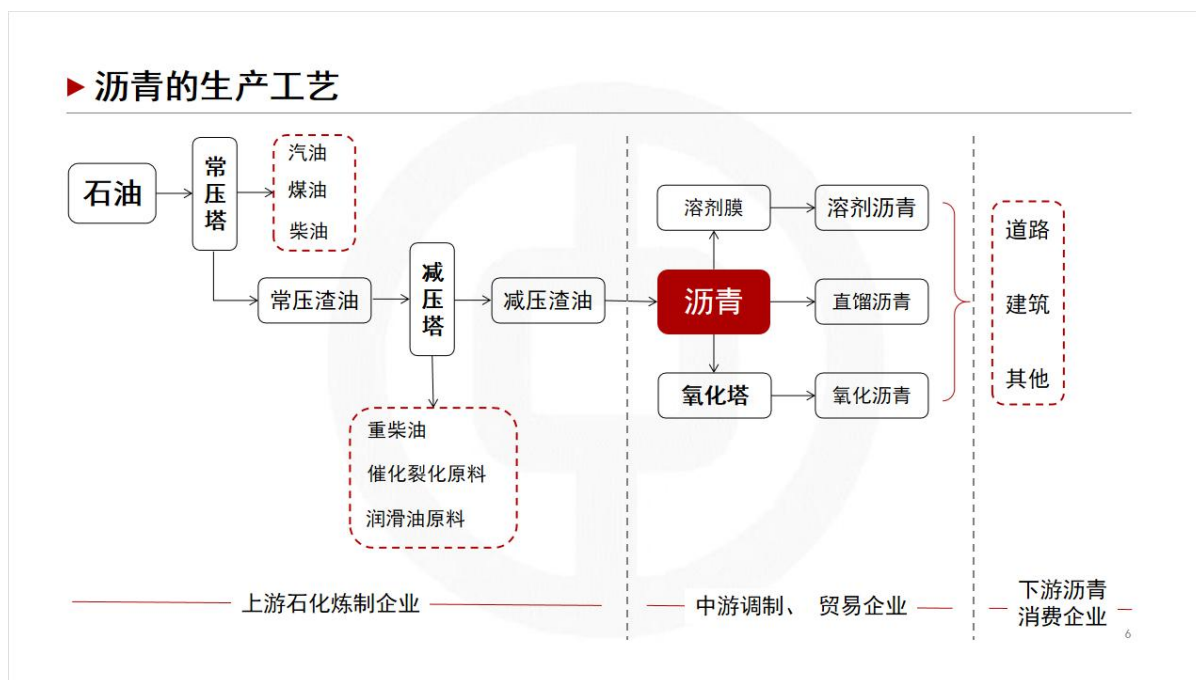 沥青的生产工艺
石油
常压塔
汽油
煤油
柴油
常压渣油
减压塔
减压渣油
重柴油
催化裂化原料
润滑油原料
溶剂膜
溶剂沥青
沥青
直馏沥青
氧化塔
氧化沥青
道路
建筑
其他
上游石化炼制企业
中游调制、 贸易企业
下游沥青
消费企业
6